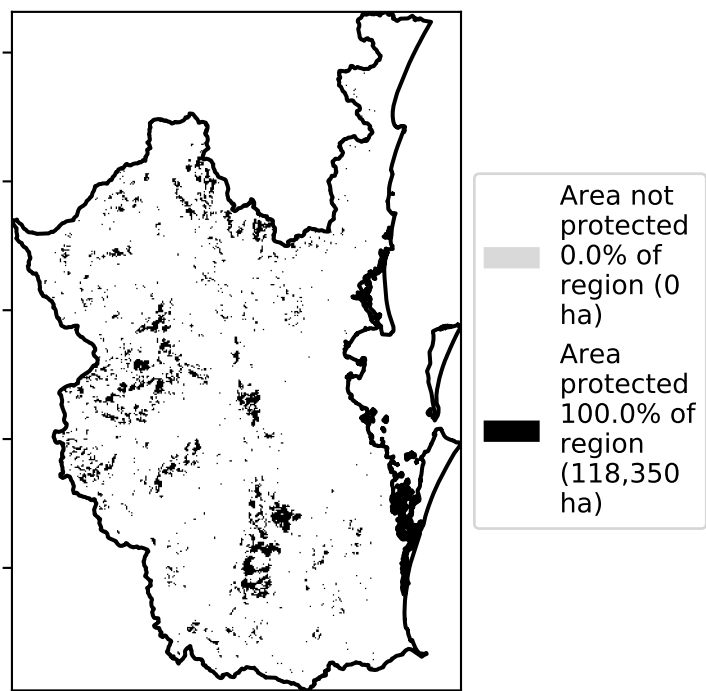 Area not
protected
0.0% of
region (0
ha)
Area
protected
100.0% of
region
(118,350
ha)